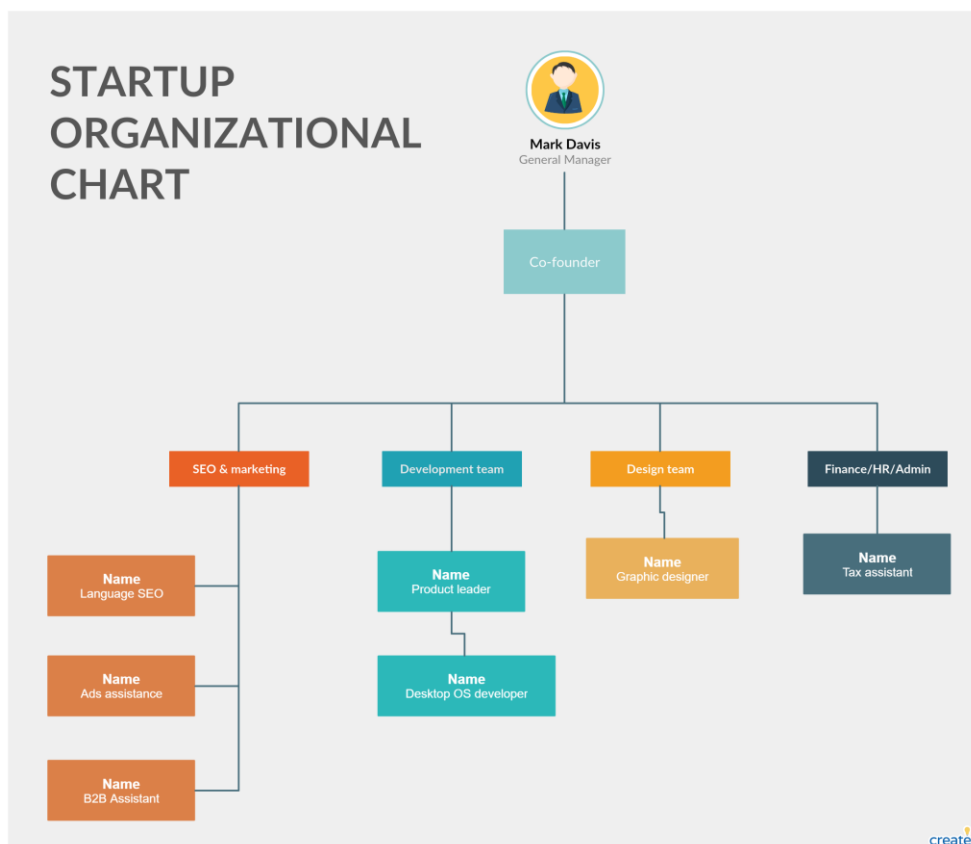 STARTUP
ORGANIZATIONAL
CHART
Mark Davis
General Manager
Co-founder
SEO & marketing
Development team
Design team
Finance/HR/Admin
Name
Language SEO
Name
Ads assistance
Name
B2B Assistant
Name
Product leader
Name
Desktop OS developer
Name
Graphic designer
Name
Tax assistant
create